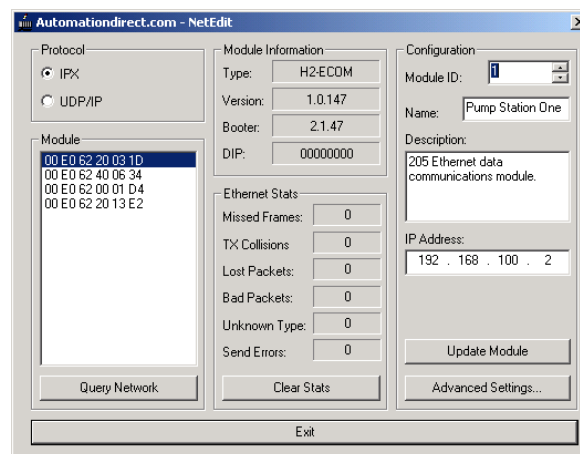 Automationdirect.com - NetEdit
Protocol
IPX
UDP/IP
Module
00 E0 62 20 03 1D
00 E0 62 40 06 34
00 E0 62 00 01 D4
00 E0 62 20 13 E2
Query Network
Module Information
Type: H2-ECOM
Version: 1.0.147
Booter: 2.1.47
DIP: 00000000
Ethernet Stats
Missed Frames: 0
TX Collisions 0
Lost Packets: 0
Bad Packets: 0
Unknown Type: 0
Send Errors: 0
Clear Stats
Configuration
Module ID: 1
Name: Pump Station One
Description:
205 Ethernet data
communications module.
IP Address:
192 . 168 . 100 . 2
Update Module
Advanced Settings...
Exit